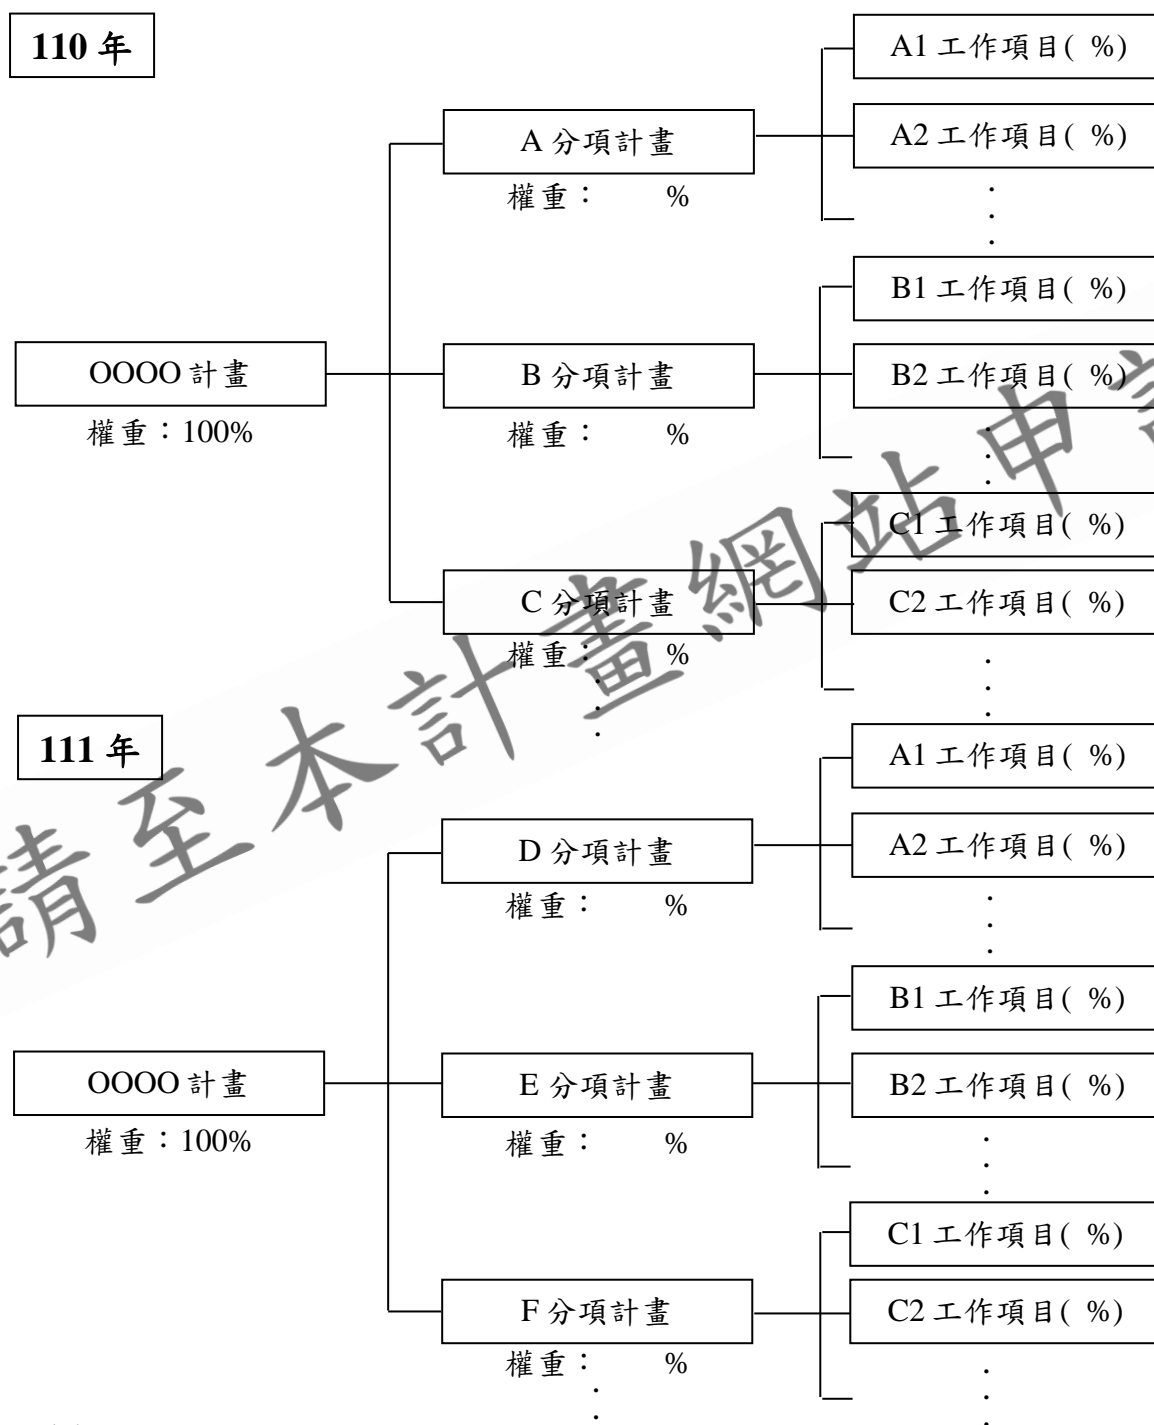 110 年
A1 工作項目( %)
A 分項計畫
A2 工作項目( %)
權重： %
B1 工作項目( %)
OOOO 計畫
B 分項計畫
B2 工作項目( %)
權重：100%
權重： %
C1 工作項目( %)
C 分項計畫
C2 工作項目( %)
權重： %
111 年
A1 工作項目( %)
D 分項計畫
A2 工作項目( %)
權重： %
B1 工作項目( %)
OOOO 計畫
E 分項計畫
B2 工作項目( %)
權重：100%
權重： %
C1 工作項目( %)
F 分項計畫
C2 工作項目( %)
權重： %
請至本計畫網站申